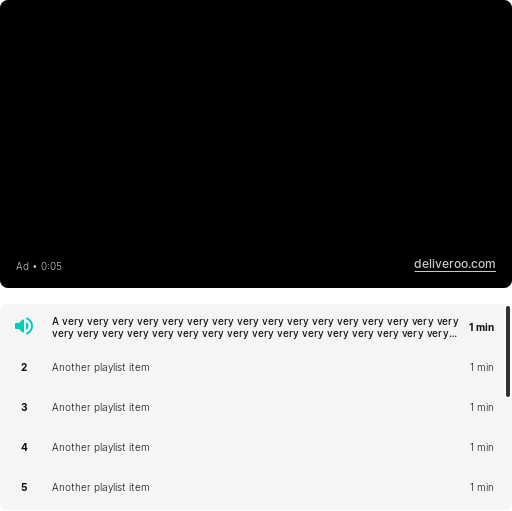 Ad • 0:05
deliveroo.com
A very very very very very very very very very very very very very very very very
very very very very very very very very very very very very very very very very...
1 min
2 Another playlist item 1 min
3 Another playlist item 1 min
4 Another playlist item 1 min
5 Another playlist item 1 min